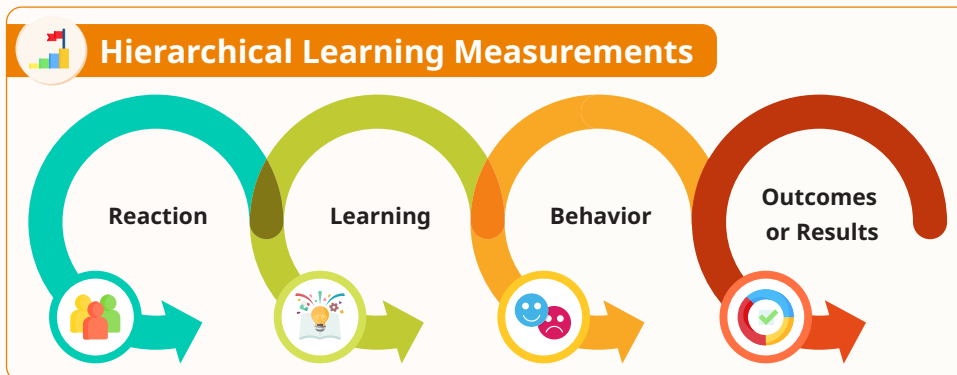 Hierarchical Learning Measurements
Reaction
Learning
Behavior
Outcomes
or Results